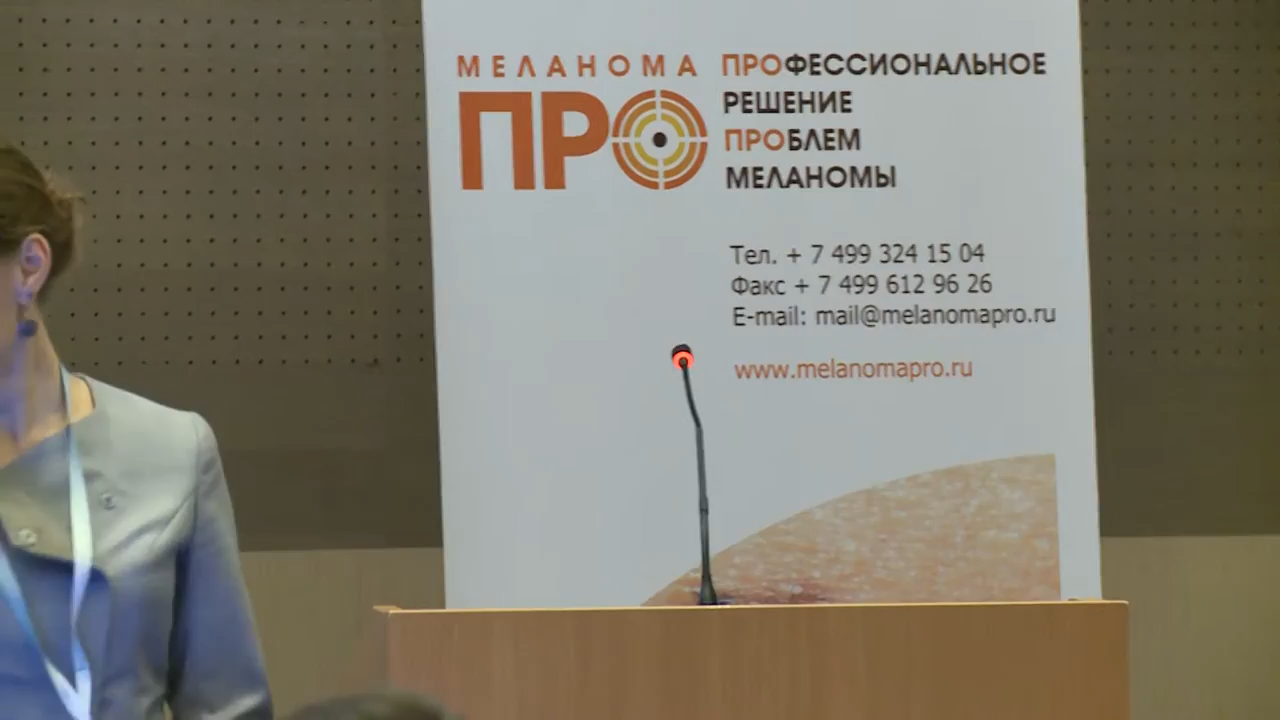 МЕЛАНОМА
ПРО
ПРОФЕССИОНАЛЬНОЕ
РЕШЕНИЕ
ПРОБЛЕМ
МЕЛАНОМЫ
Тел. + 7 499 324 15 04
Факс + 7 499 612 96 26
E-mail: mail@melanomapro.ru
www.melanomapro.ru